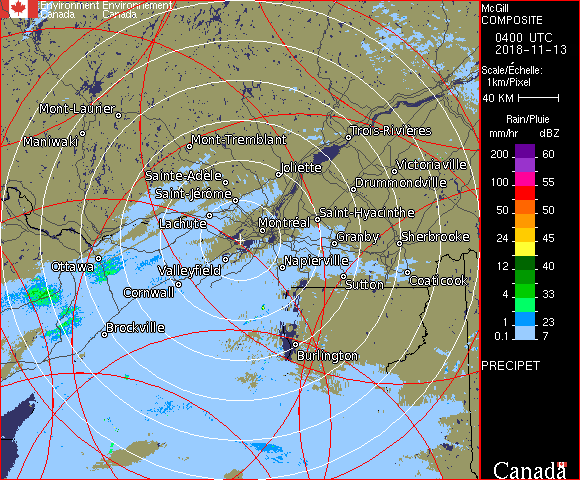 Environment Environnement
Canada Canada
McGill
COMPOSITE
0400 UTC
2018-11-13
Scale/Échelle:
1km/Pixel
40 KM
Rain/Pluie
mm/hr dBZ
200 60
100 55
50 50
24 45
12 40
4 33
1 23
0.1 7
PRECIPET
Canada
Mont-Laurier
Maniwaki
Mont-Tremblant
Trois-Rivières
Sainte-Adèle
Joliette
Victoriaville
Saint-Jérôme
Drummondville
Lachute
Montréal
Saint-Hyacinthe
Granby
Sherbrooke
Ottawa
Valleyfield
Napierville
Cornwall
Sutton
Coaticook
Brockville
Burlington